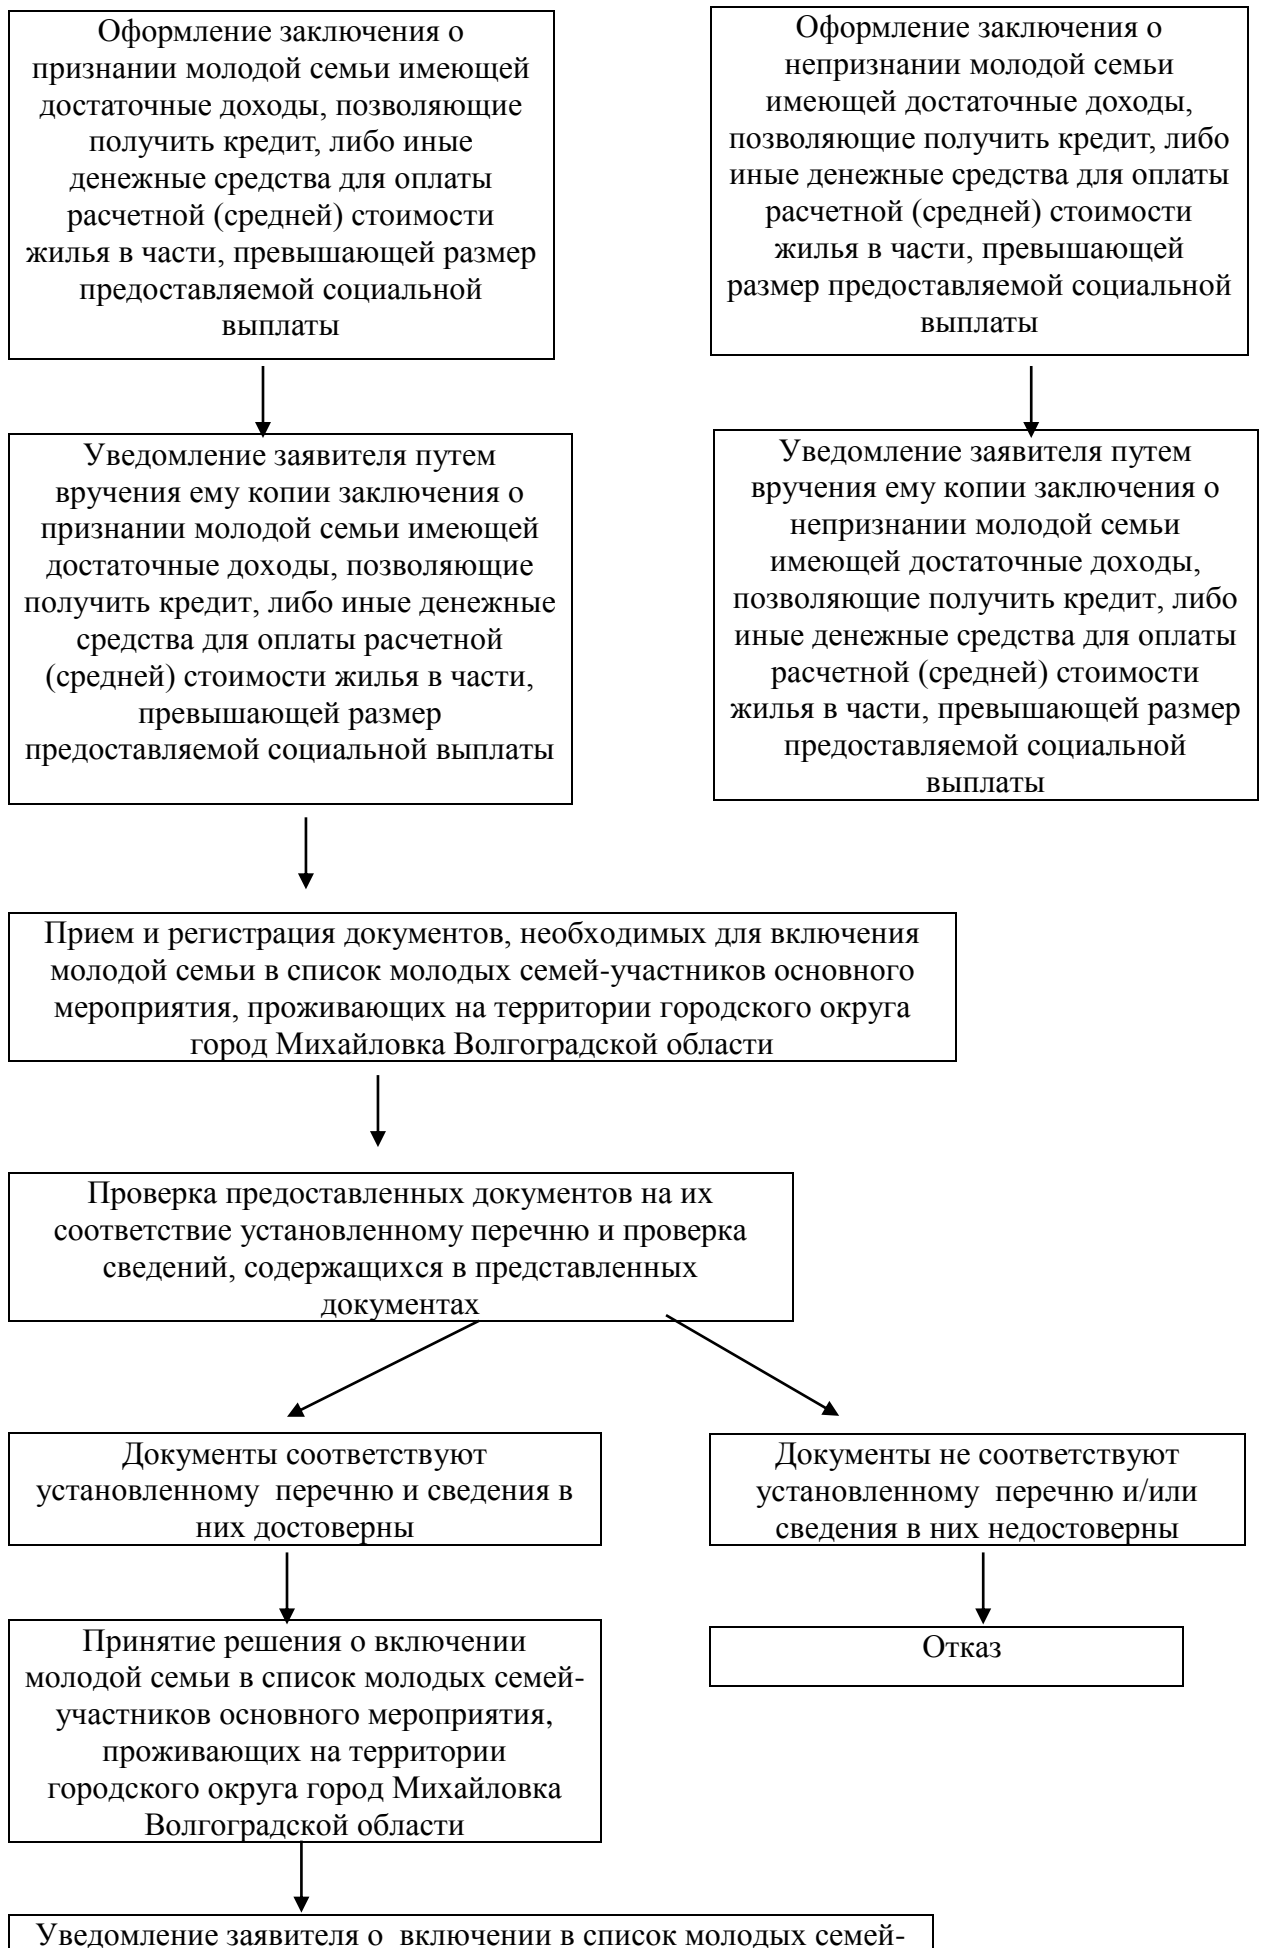 Оформление заключения о
признании молодой семьи имеющей
достаточные доходы, позволяющие
получить кредит, либо иные
денежные средства для оплаты
расчетной (средней) стоимости
жилья в части, превышающей размер
предоставляемой социальной
выплаты
Оформление заключения о
непризнании молодой семьи
имеющей достаточные доходы,
позволяющие получить кредит, либо
иные денежные средства для оплаты
расчетной (средней) стоимости
жилья в части, превышающей
размер предоставляемой социальной
выплаты
Уведомление заявителя путем
вручения ему копии заключения о
признании молодой семьи имеющей
достаточные доходы, позволяющие
получить кредит, либо иные денежные
средства для оплаты расчетной
(средней) стоимости жилья в части,
превышающей размер
предоставляемой социальной выплаты
Уведомление заявителя путем
вручения ему копии заключения о
непризнании молодой семьи
имеющей достаточные доходы,
позволяющие получить кредит, либо
иные денежные средства для оплаты
расчетной (средней) стоимости
жилья в части, превышающей размер
предоставляемой социальной
выплаты
Прием и регистрация документов, необходимых для включения
молодой семьи в список молодых семей-участников основного
мероприятия, проживающих на территории городского округа
город Михайловка Волгоградской области
Проверка предоставленных документов на их
соответствие установленному перечню и проверка
сведений, содержащихся в представленных
документах
Документы соответствуют
установленному  перечню и сведения в
них достоверны
Документы не соответствуют
установленному  перечню и/или
сведения в них недостоверны
Принятие решения о включении
молодой семьи в список молодых семей-
участников основного мероприятия,
проживающих на территории
городского округа город Михайловка
Волгоградской области
Отказ
Уведомление заявителя о  включении в список молодых семей-